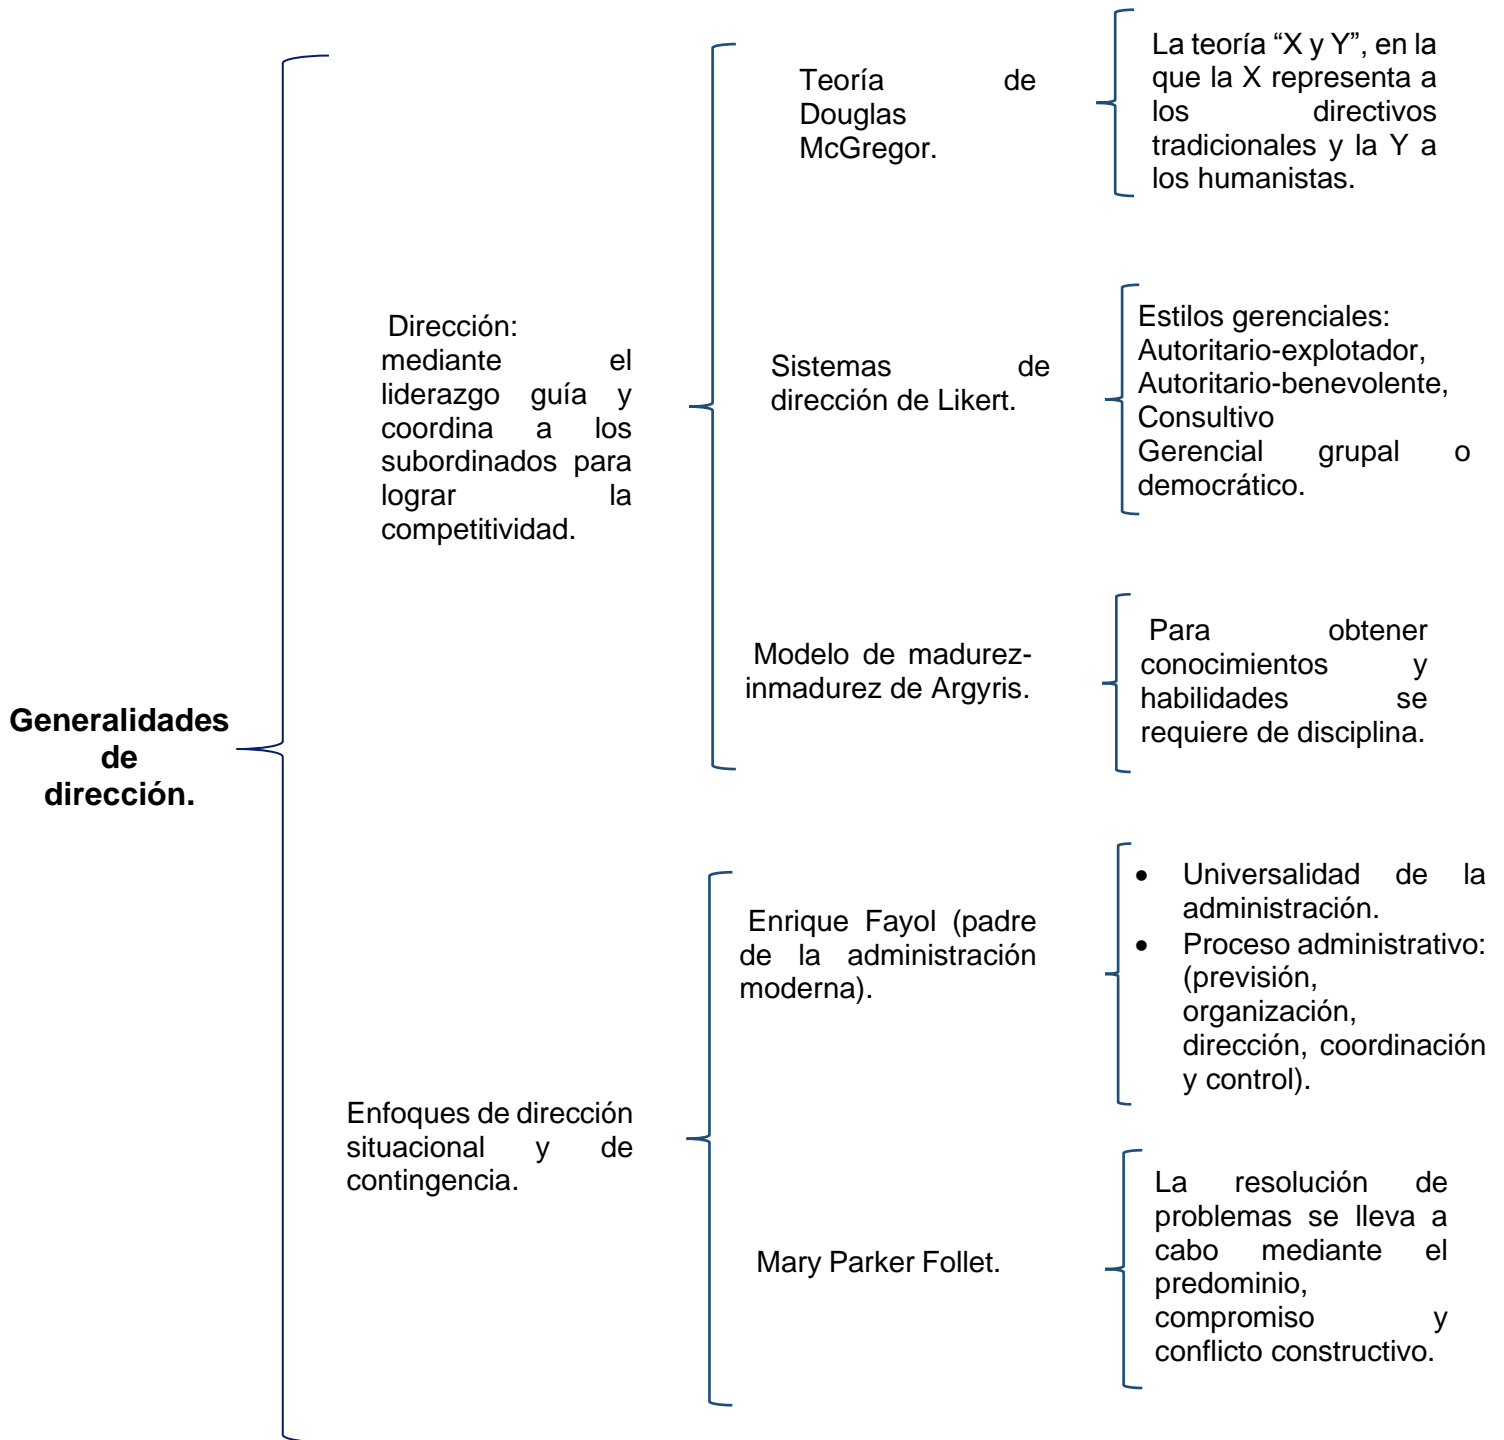 Generalidades
de
dirección.
Dirección:
mediante el
liderazgo guía y
coordina a los
subordinados para
lograr la
competitividad.
Teoría de
Douglas
McGregor.
La teoría “X y Y”, en la
que la X representa a
los directivos
tradicionales y la Y a
los humanistas.
Sistemas de
dirección de Likert.
Estilos gerenciales:
Autoritario-explotador,
Autoritario-benevolente,
Consultivo
Gerencial grupal o
democrático.
Modelo de madurez-
inmadurez de Argyris.
Para obtener
conocimientos y
habilidades se
requiere de disciplina.
Enfoques de dirección
situacional y de
contingencia.
Enrique Fayol (padre
de la administración
moderna).
• Universalidad de la
administración.
• Proceso administrativo:
(previsión,
organización,
dirección, coordinación
y control).
Mary Parker Follet.
La resolución de
problemas se lleva a
cabo mediante el
predominio,
compromiso y
conflicto constructivo.